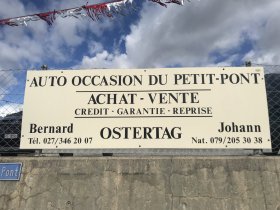 AUTO OCCASION DU PETIT-PONT
ACHAT - VENTE
CREDIT - GARANTIE - REPRISE
Bernard OSTERTAG Johann
Tél. 027/346 20 07 Nat. 079/205 30 38
Pont